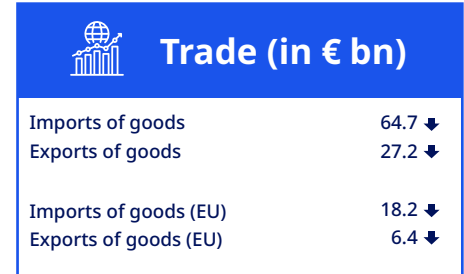 Trade (in € bn)
Imports of goods 64.7 🡇
Exports of goods 27.2 🡇
Imports of goods (EU) 18.2 🡇
Exports of goods (EU) 6.4 🡇